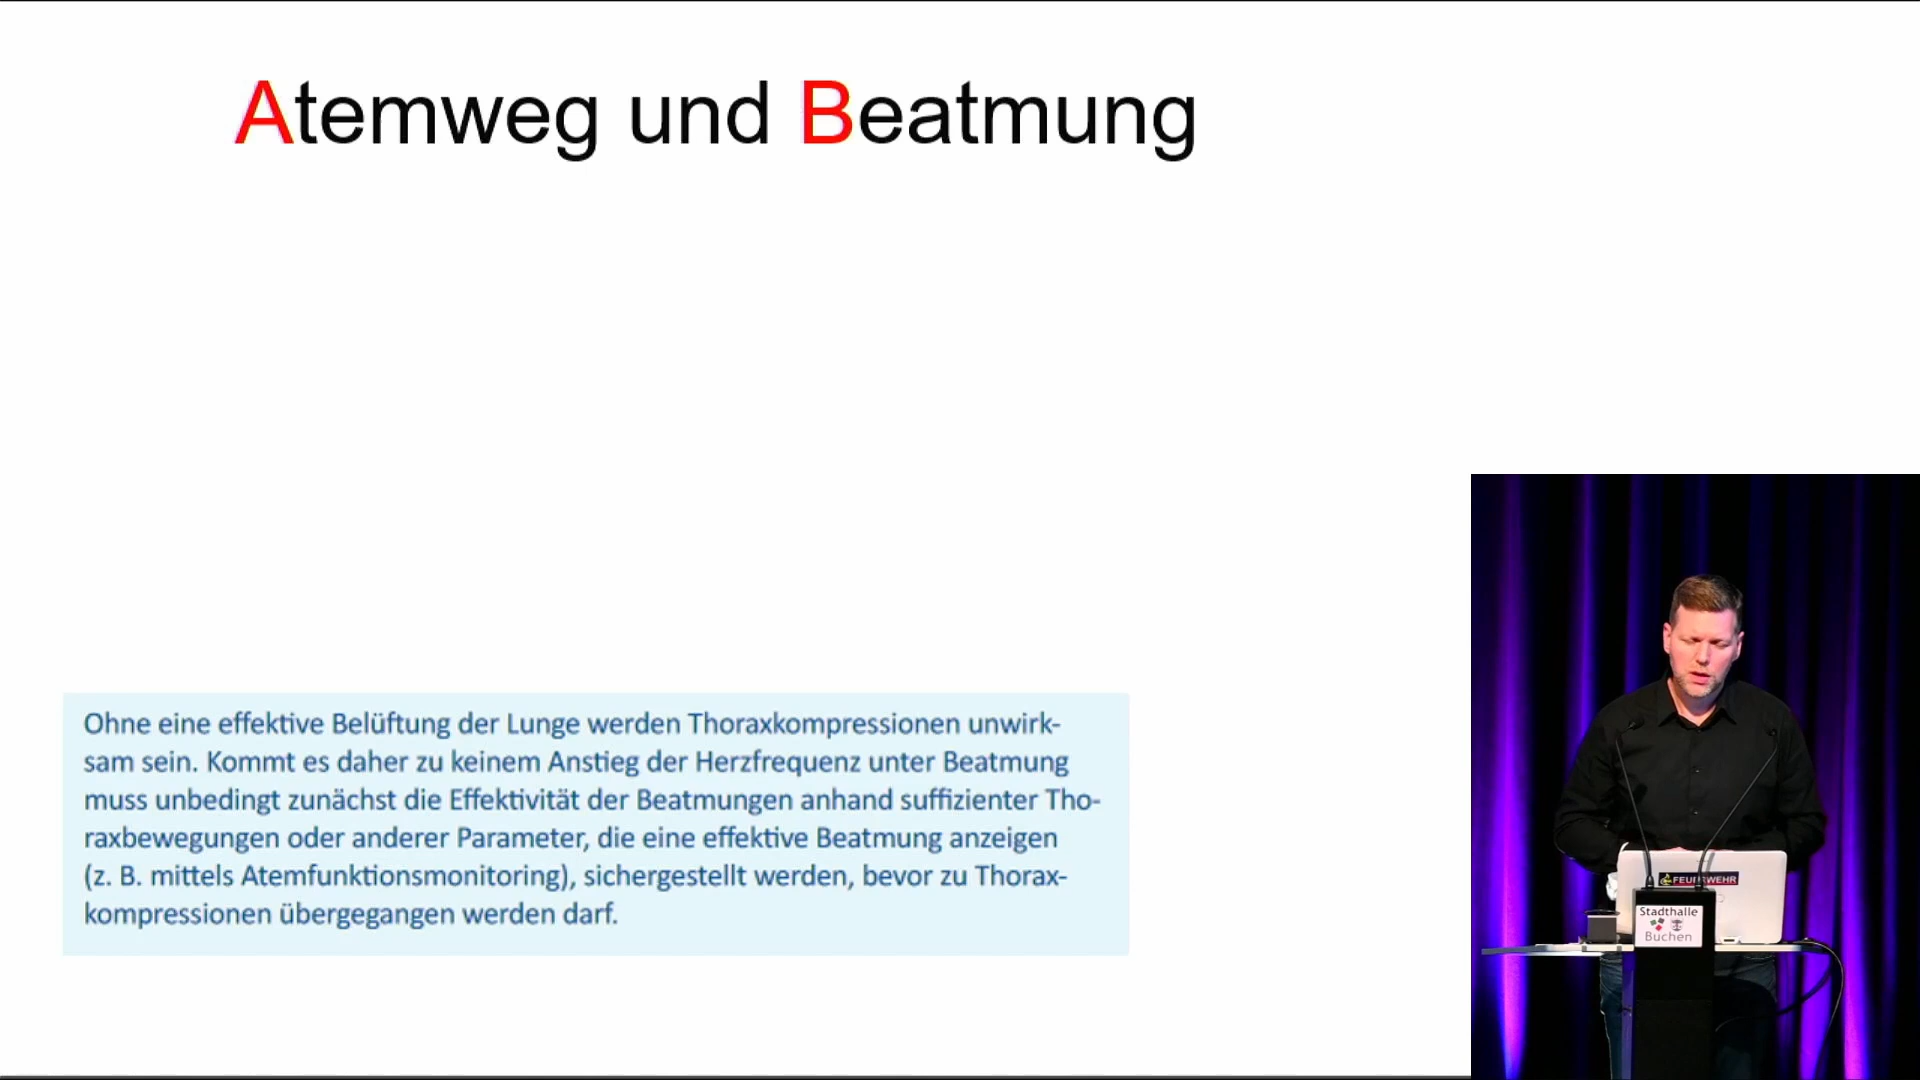 Atemweg und Beatmung
Ohne eine effektive Belüftung der Lunge werden Thoraxkompressionen unwirk-
sam sein. Kommt es daher zu keinem Anstieg der Herzfrequenz unter Beatmung
muss unbedingt zunächst die Effektivität der Beatmungen anhand suffizienter Tho-
raxbewegungen oder anderer Parameter, die eine effektive Beatmung anzeigen
(z. B. mittels Atemfunktionsmonitoring), sichergestellt werden, bevor zu Thorax-
kompressionen übergegangen werden darf.
FEUERWEHR
Stadthalle
Buchen